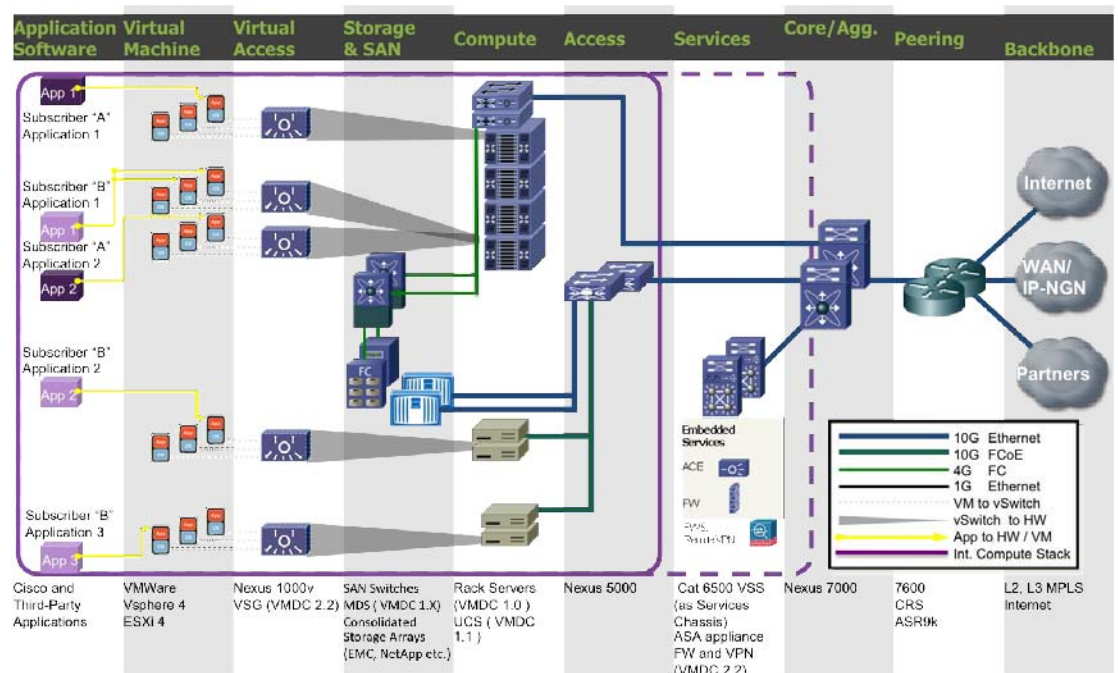 Application
Software
Virtual
Machine
Virtual
Access
Storage
& SAN
Compute
Access
Services
Core/Agg.
Peering
Backbone
App 1
Subscriber "A"
Application 1
Subscriber "B"
Application 1
App 1
Subscriber "A"
Application 2
App 2
Subscriber "B"
Application 2
App 2
Subscriber "B"
Application 3
App 3
FC
Internet
WAN/
IP-NGN
Partners
Embedded
Services
ACE
FW
10G Ethernet
10G FCoE
4G FC
1G Ethernet
VM to vSwitch
vSwitch to HW
App to HW / VM
Int. Compute Stack
Cisco and
Third-Party
Applications
VMWare
Vsphere 4
ESXi 4
Nexus 1000v
VSG (VMDC 2.2)
SAN Switches
MDS ( VMDC 1.X)
Consolidated
Storage Arrays
(EMC, NetApp etc.)
Rack Servers
(VMDC 1.0 )
UCS ( VMDC
1.1 )
Nexus 5000
Cat 6500 VSS
(as Services
Chassis)
ASA appliance
FW and VPN
(VMDC 2.2)
Nexus 7000
7600
CRS
ASR9k
L2, L3 MPLS
Internet